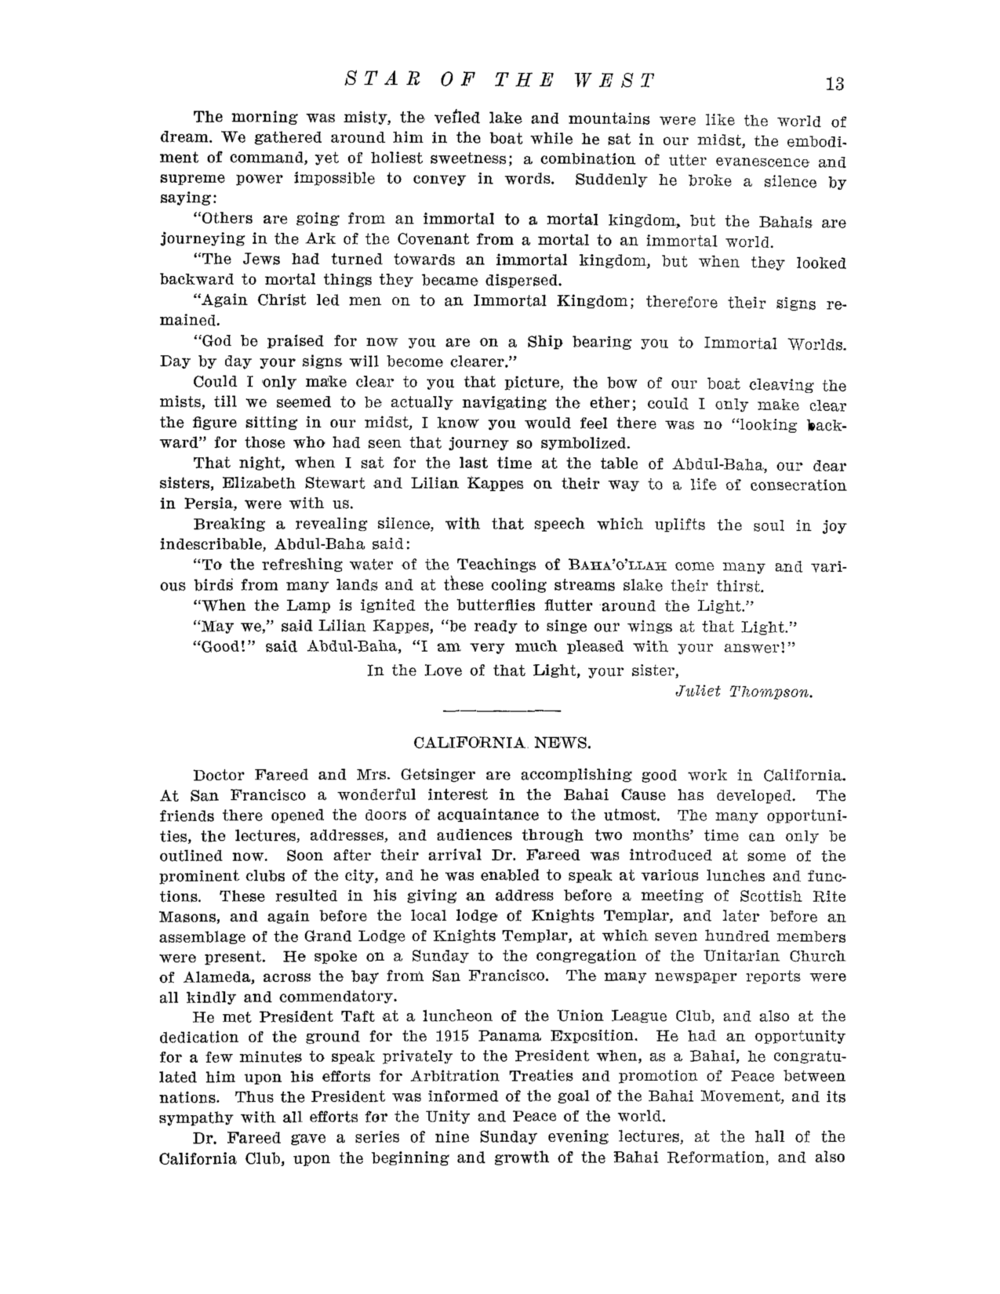 STAR OF THE WEST 13
The morning was misty, the veiled lake and mountains were like the world of
dream. We gathered around him in the boat while he sat in our midst, the embodi-
ment of command, yet of holiest sweetness; a combination of utter evanescence and
supreme power impossible to convey in words. Suddenly he broke a silence by
saying:
"Others are going from an immortal to a mortal kingdom, but the Bahais are
journeying in the Ark of the Covenant from a mortal to an immortal world.
"The Jews had turned towards an immortal kingdom, but when they looked
backward to mortal things they became dispersed.
"Again Christ led men on to an Immortal Kingdom; therefore their signs re-
mained.
"God be praised for now you are on a Ship bearing you to Immortal Worlds.
Day by day your signs will become clearer."
Could I only make clear to you that picture, the bow of our boat cleaving the
mists, till we seemed to be actually navigating the ether; could I only make clear
the figure sitting in our midst, I know you would feel there was no "looking back-
ward" for those who had seen that journey so symbolized.
That night, when I sat for the last time at the table of Abdul-Baha, our dear
sisters, Elizabeth Stewart and Lilian Kappes on their way to a life of consecration
in Persia, were with us.
Breaking a revealing silence, with that speech which uplifts the soul in joy
indescribable, Abdul-Baha said:
"To the refreshing water of the Teachings of BAHA'O'LLAH come many and vari-
ous birds from many lands and at these cooling streams slake their thirst.
"When the Lamp is ignited the butterflies flutter around the Light."
"May we," said Lilian Kappes, "be ready to singe our wings at that Light."
"Good!" said Abdul-Baha, "I am very much pleased with your answer!"
In the Love of that Light, your sister,
Juliet Thompson.
CALIFORNIA NEWS.
Doctor Fareed and Mrs. Getsinger are accomplishing good work in California.
At San Francisco a wonderful interest in the Bahai Cause has developed. The
friends there opened the doors of acquaintance to the utmost. The many opportuni-
ties, the lectures, addresses, and audiences through two months' time can only be
outlined now. Soon after their arrival Dr. Fareed was introduced at some of the
prominent clubs of the city, and he was enabled to speak at various lunches and func-
tions. These resulted in his giving an address before a meeting of Scottish Rite
Masons, and again before the local lodge of Knights Templar, and later before an
assemblage of the Grand Lodge of Knights Templar, at which seven hundred members
were present. He spoke on a Sunday to the congregation of the Unitarian Church
of Alameda, across the bay from San Francisco. The many newspaper reports were
all kindly and commendatory.
He met President Taft at a luncheon of the Union League Club, and also at the
dedication of the ground for the 1915 Panama Exposition. He had an opportunity
for a few minutes to speak privately to the President when, as a Bahai, he congratu-
lated him upon his efforts for Arbitration Treaties and promotion of Peace between
nations. Thus the President was informed of the goal of the Bahai Movement, and its
sympathy with all efforts for the Unity and Peace of the world.
Dr. Fareed gave a series of nine Sunday evening lectures, at the hall of the
California Club, upon the beginning and growth of the Bahai Reformation, and also